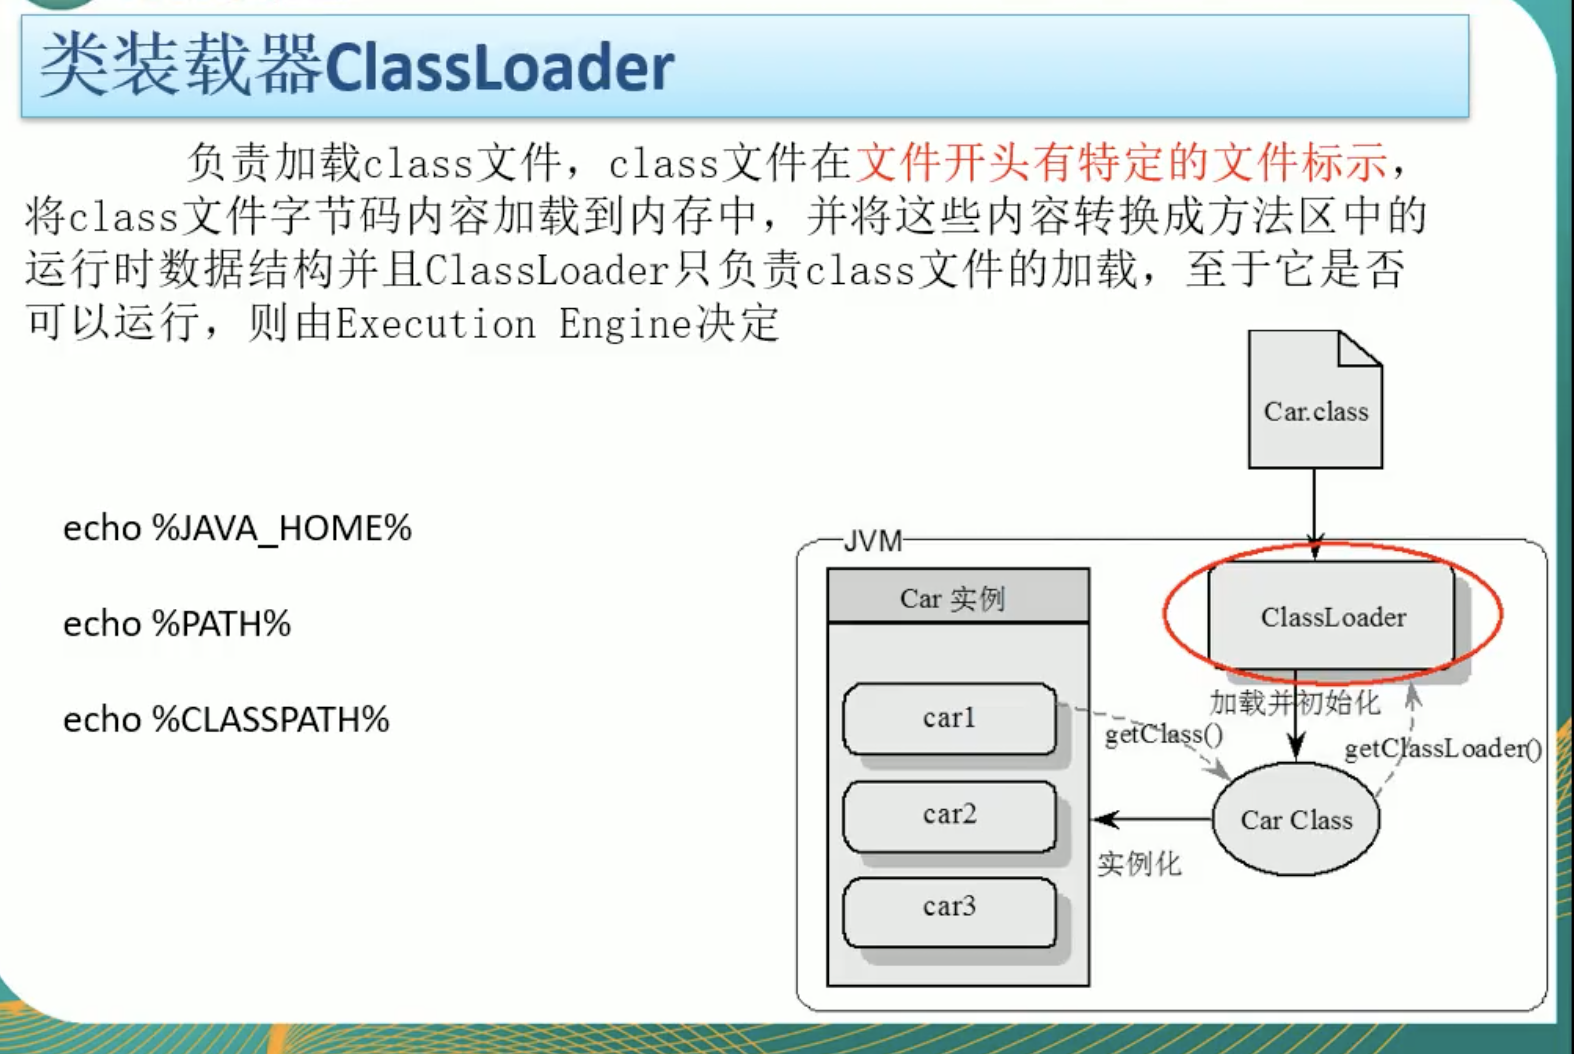 类装载器ClassLoader
负责加载class文件，class文件在文件开头有特定的文件标示，
将class文件字节码内容加载到内存中，并将这些内容转换成方法区中的
运行时数据结构并且ClassLoader只负责class文件的加载，至于它是否
可以运行，则由Execution Engine决定
Car.class
echo %JAVA_HOME%
echo %PATH%
echo %CLASSPATH%
JVM
Car 实例
ClassLoader
car1
加载并初始化
getClass()
getClassLoader()
car2
Car Class
实例化
car3